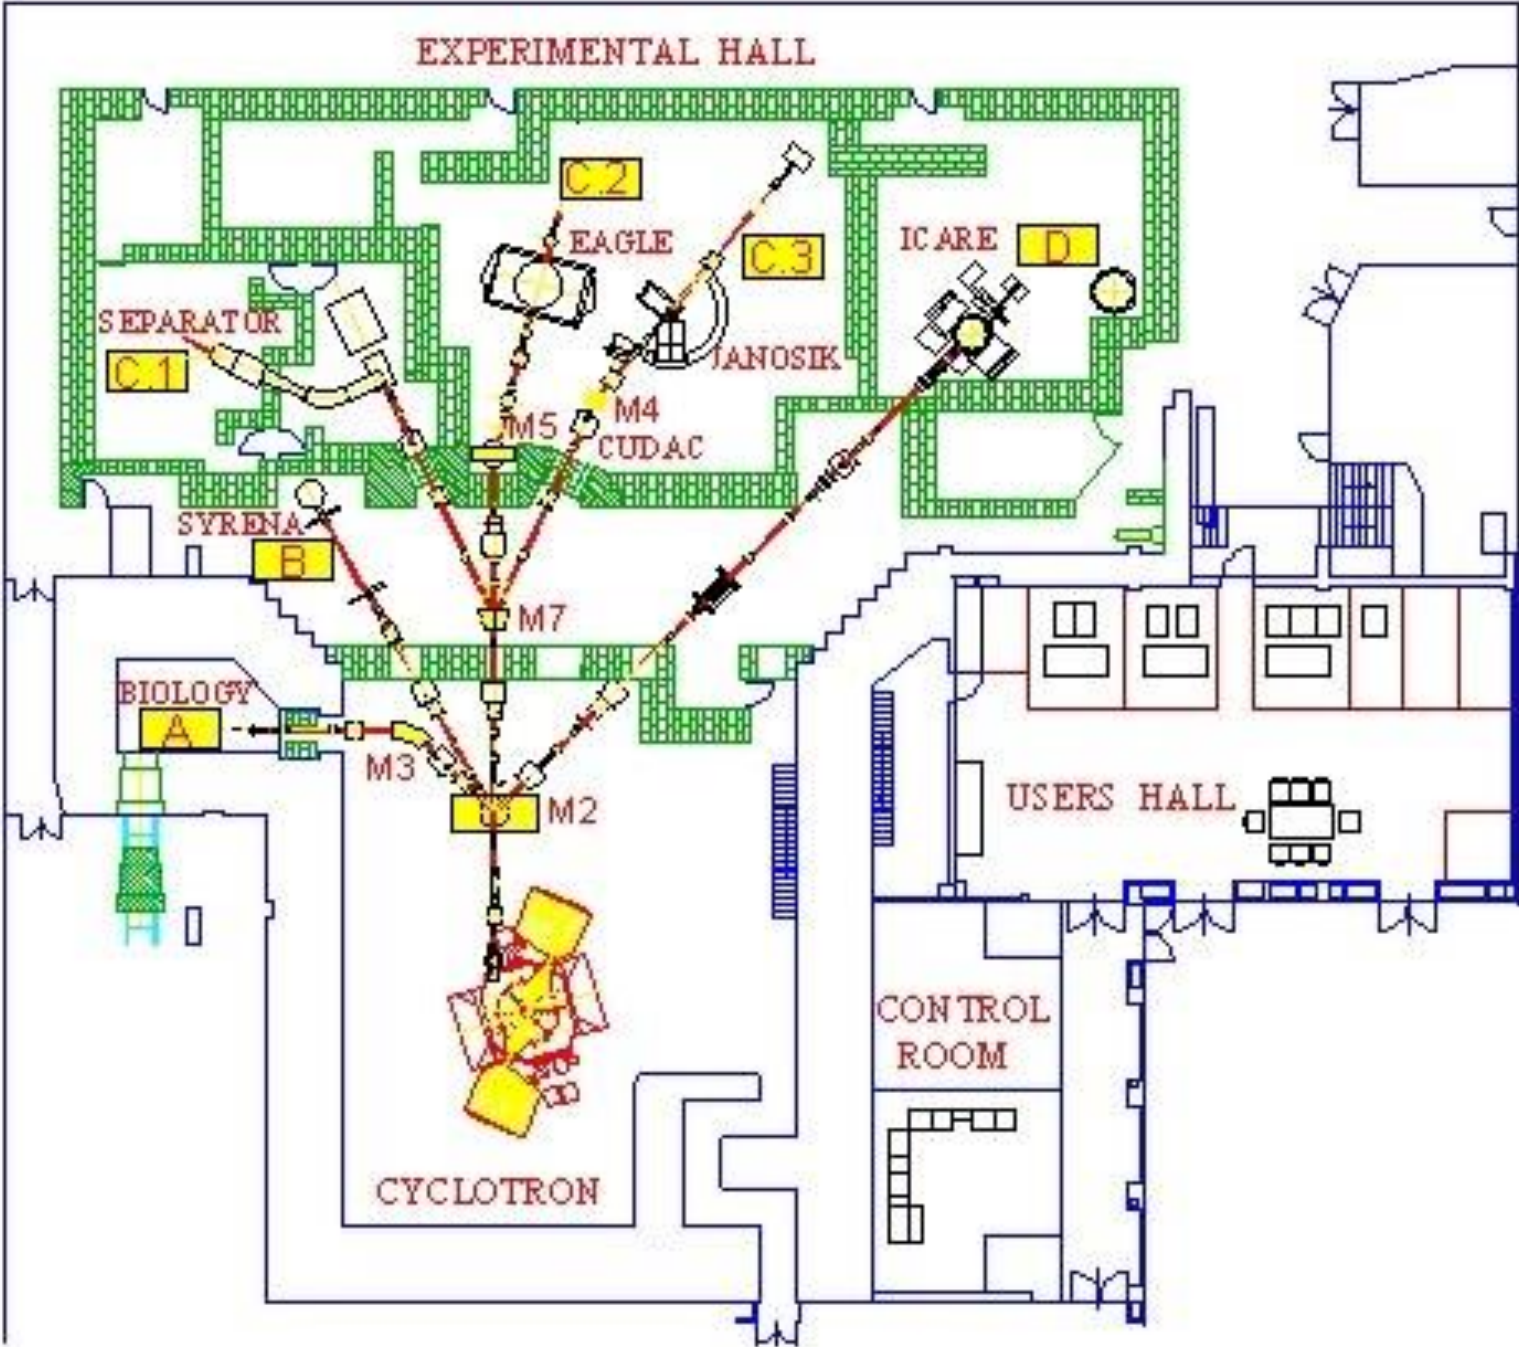 EXPERIMENTAL HALL
C.2
EAGLE
C.3
ICARE
D
SEPARATOR
C.1
JANOSIK
M4
M5
CUDAC
SYRENA
B
M7
BIOLOGY
A
M3
M2
USERS HALL
CONTROL
ROOM
CYCLOTRON